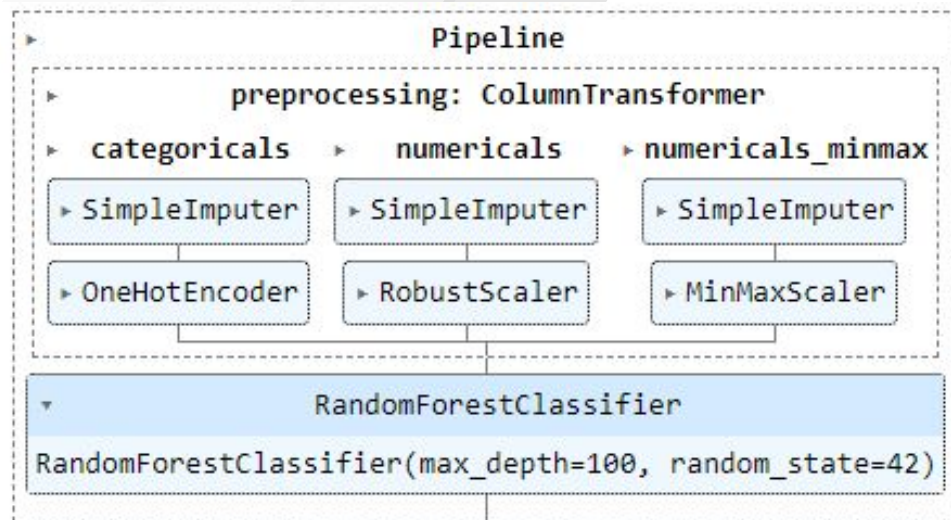 Pipeline
preprocessing: ColumnTransformer
categoricals numericals numericals_minmax
SimpleImputer SimpleImputer SimpleImputer
OneHotEncoder RobustScaler MinMaxScaler
RandomForestClassifier
RandomForestClassifier(max_depth=100, random_state=42)